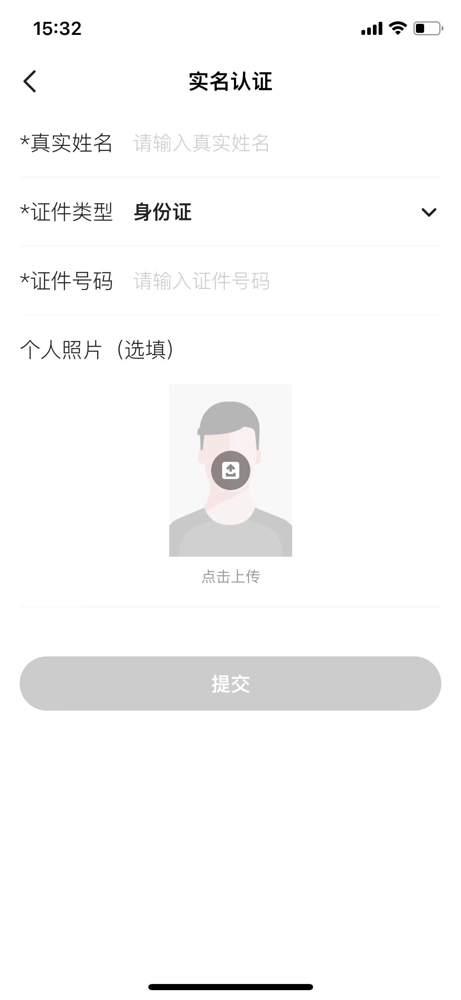 15:32
实名认证
*真实姓名 请输入真实姓名
*证件类型 身份证
*证件号码 请输入证件号码
个人照片（选填）
点击上传
提交